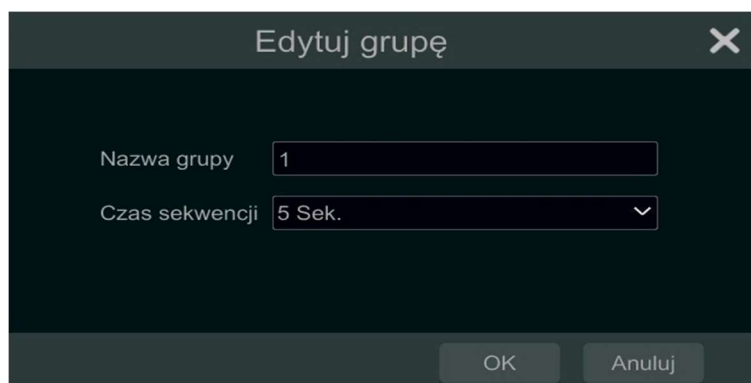 Edytuj grupę
Nazwa grupy 1
Czas sekwencji 5 Sek.
OK Anuluj